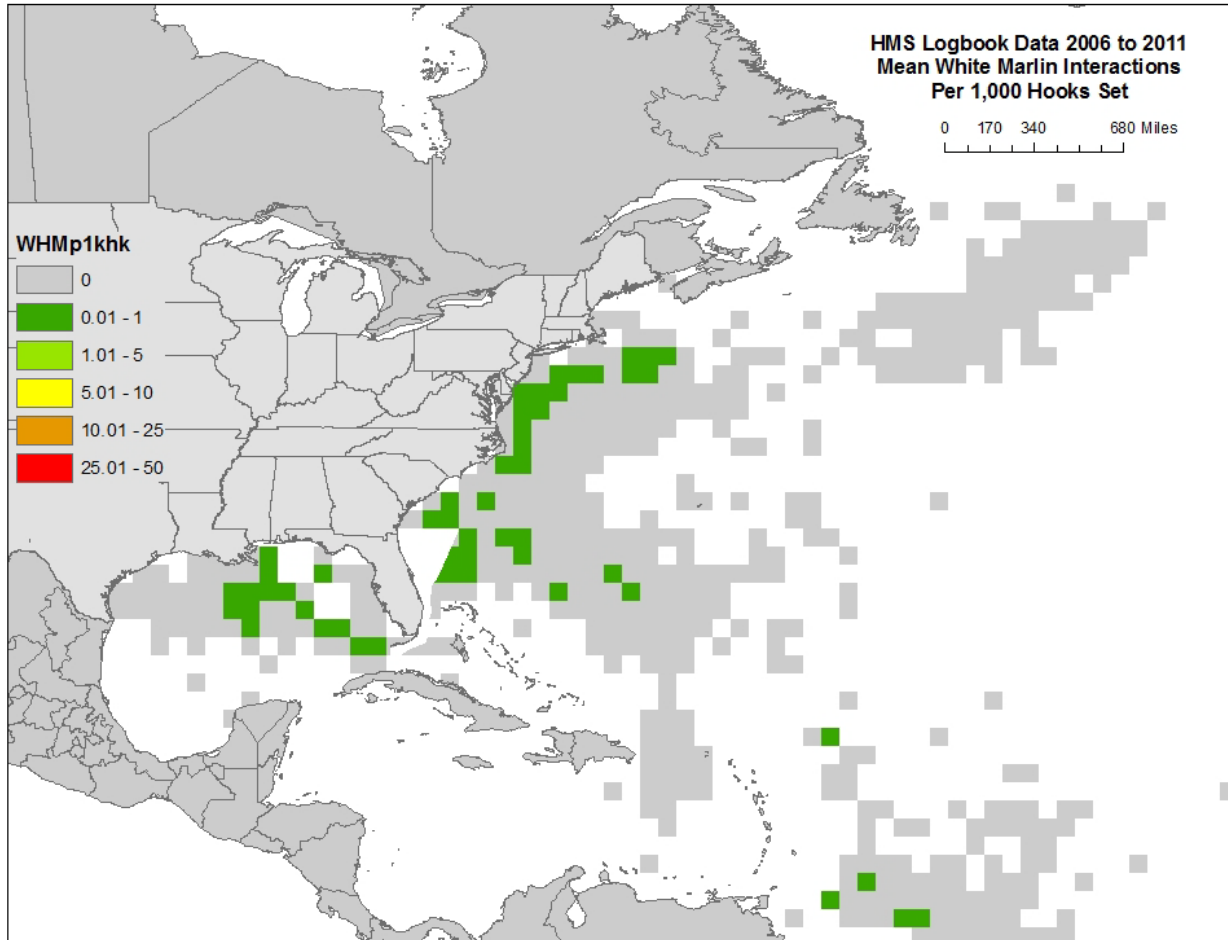 HMS Logbook Data 2006 to 2011
Mean White Marlin Interactions
Per 1,000 Hooks Set
0 170 340 680 Miles
WHMp1khk
0
0.01 - 1
1.01 - 5
5.01 - 10
10.01 - 25
25.01 - 50